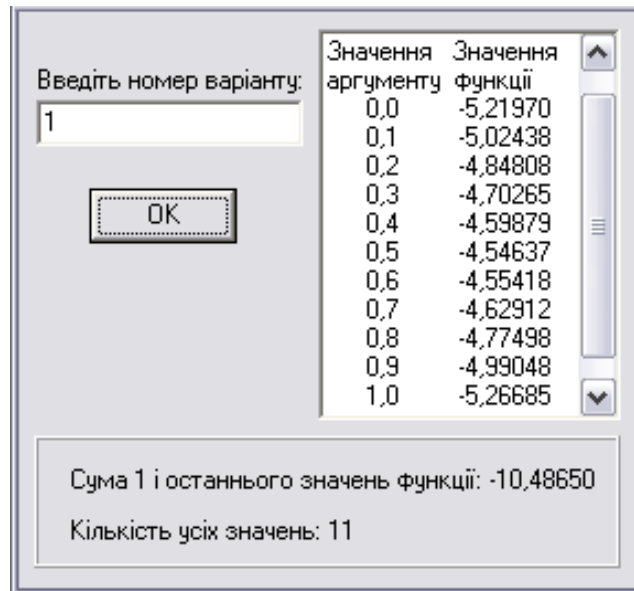 Введіть номер варіанту:
1
OK
Значення Значення
аргументу функції
0,0 -5,21970
0,1 -5,02438
0,2 -4,84808
0,3 -4,70265
0,4 -4,59879
0,5 -4,54637
0,6 -4,55418
0,7 -4,62912
0,8 -4,77498
0,9 -4,99048
1,0 -5,26685
Сума 1 і останнього значень функції: -10,48650
Кількість усіх значень: 11